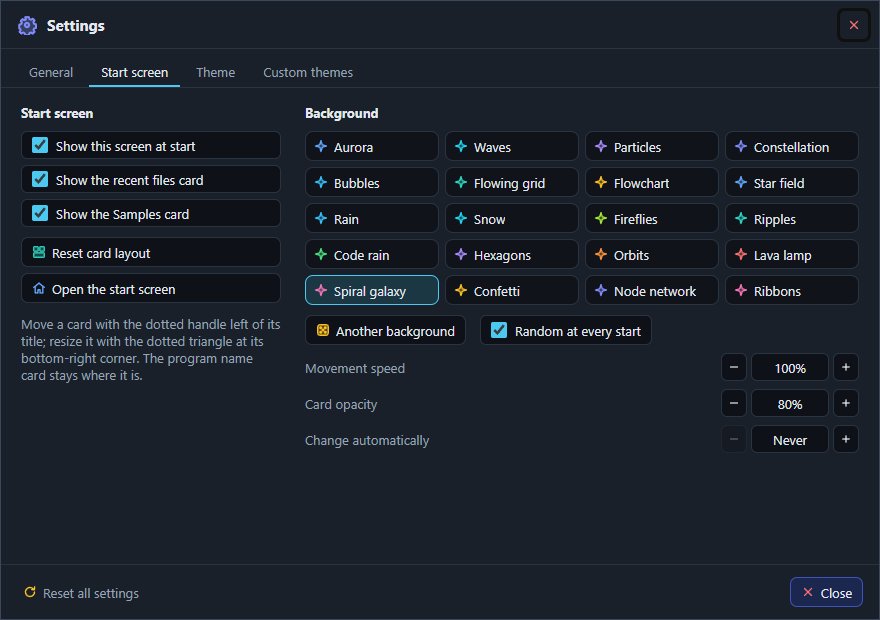 Settings
General
Start screen
Theme
Custom themes
Start screen
Show this screen at start
Show the recent files card
Show the Samples card
Reset card layout
Open the start screen
Move a card with the dotted handle left of its
title; resize it with the dotted triangle at its
bottom-right corner. The program name
card stays where it is.
Background
Aurora
Waves
Particles
Constellation
Bubbles
Flowing grid
Flowchart
Star field
Rain
Snow
Fireflies
Ripples
Code rain
Hexagons
Orbits
Lava lamp
Spiral galaxy
Confetti
Node network
Ribbons
Another background
Random at every start
Movement speed
− 100% +
Card opacity
− 80% +
Change automatically
− Never +
Reset all settings
Close